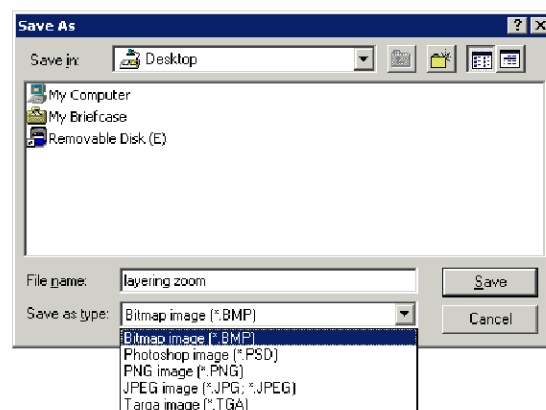 Save As
Save in: Desktop
My Computer
My Briefcase
Removable Disk (E)
File name: layering zoom Save
Save as type: Bitmap image (*.BMP) Cancel
Bitmap image (*.BMP)
Photoshop image (*.PSD)
PNG image (*.PNG)
JPEG image (*.JPG; *.JPEG)
Targa image (*.TGA)